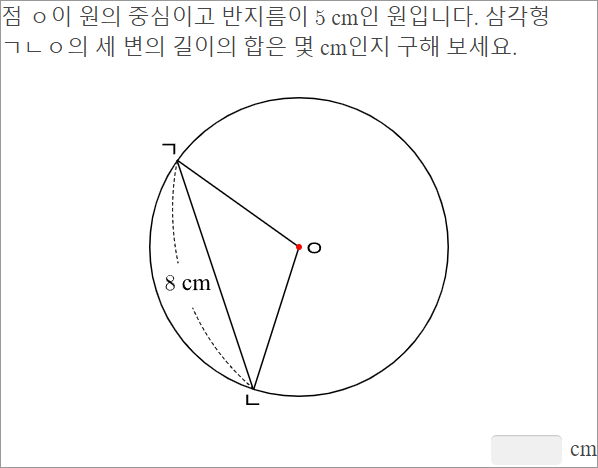 점 ㅇ이 원의 중심이고 반지름이 5 cm인 원입니다. 삼각형
ㄱㄴㅇ의 세 변의 길이의 합은 몇 cm인지 구해 보세요.
ㄱ
ㅇ
8 cm
ㄴ
cm